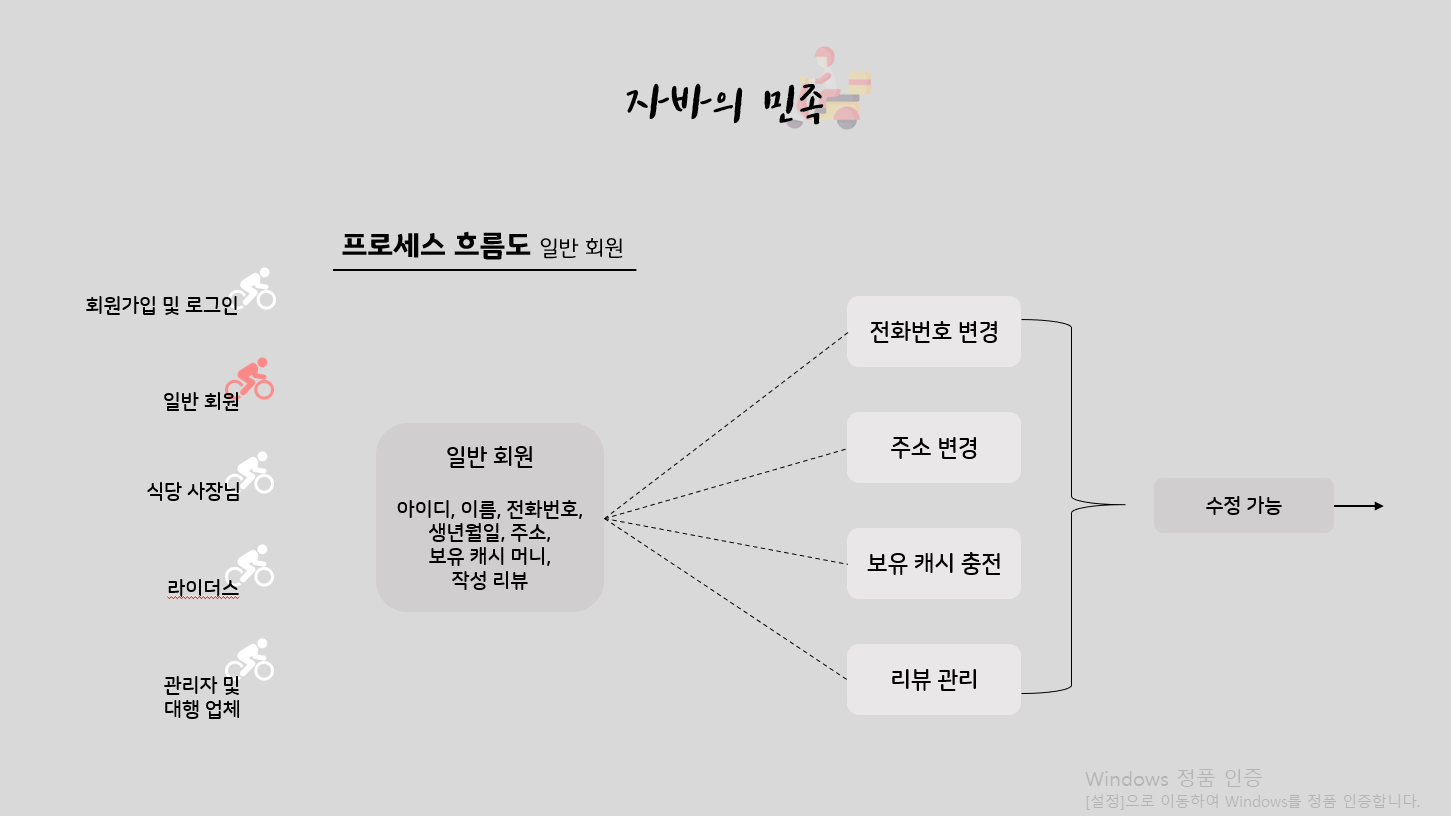 자바의 민족
프로세스 흐름도 일반 회원
회원가입 및 로그인
일반 회원
식당 사장님
라이더스
관리자 및
대행 업체
일반 회원
아이디, 이름, 전화번호,
생년월일, 주소,
보유 캐시 머니,
작성 리뷰
전화번호 변경
주소 변경
보유 캐시 충전
리뷰 관리
수정 가능
Windows 정품 인증
[설정]으로 이동하여 Windows를 정품 인증합니다.